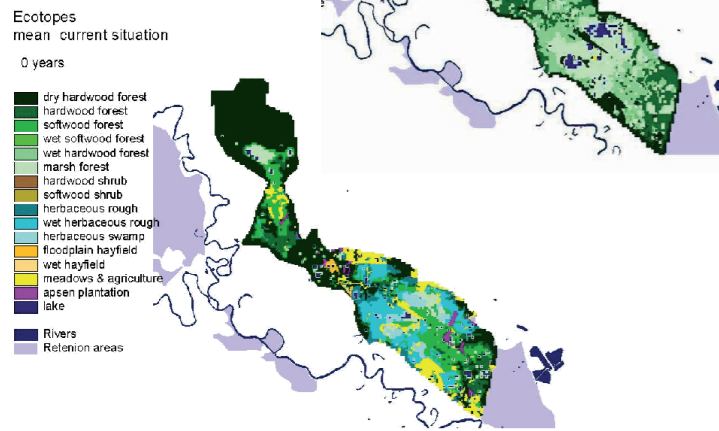 Ecotopes
mean current situation
0 years
dry hardwood forest
hardwood forest
softwood forest
wet softwood forest
wet hardwood forest
marsh forest
hardwood shrub
softwood shrub
herbaceous rough
wet herbaceous rough
herbaceous swamp
floodplain hayfield
wet hayfield
meadows & agriculture
apsen plantation
lake
Rivers
Retenion areas